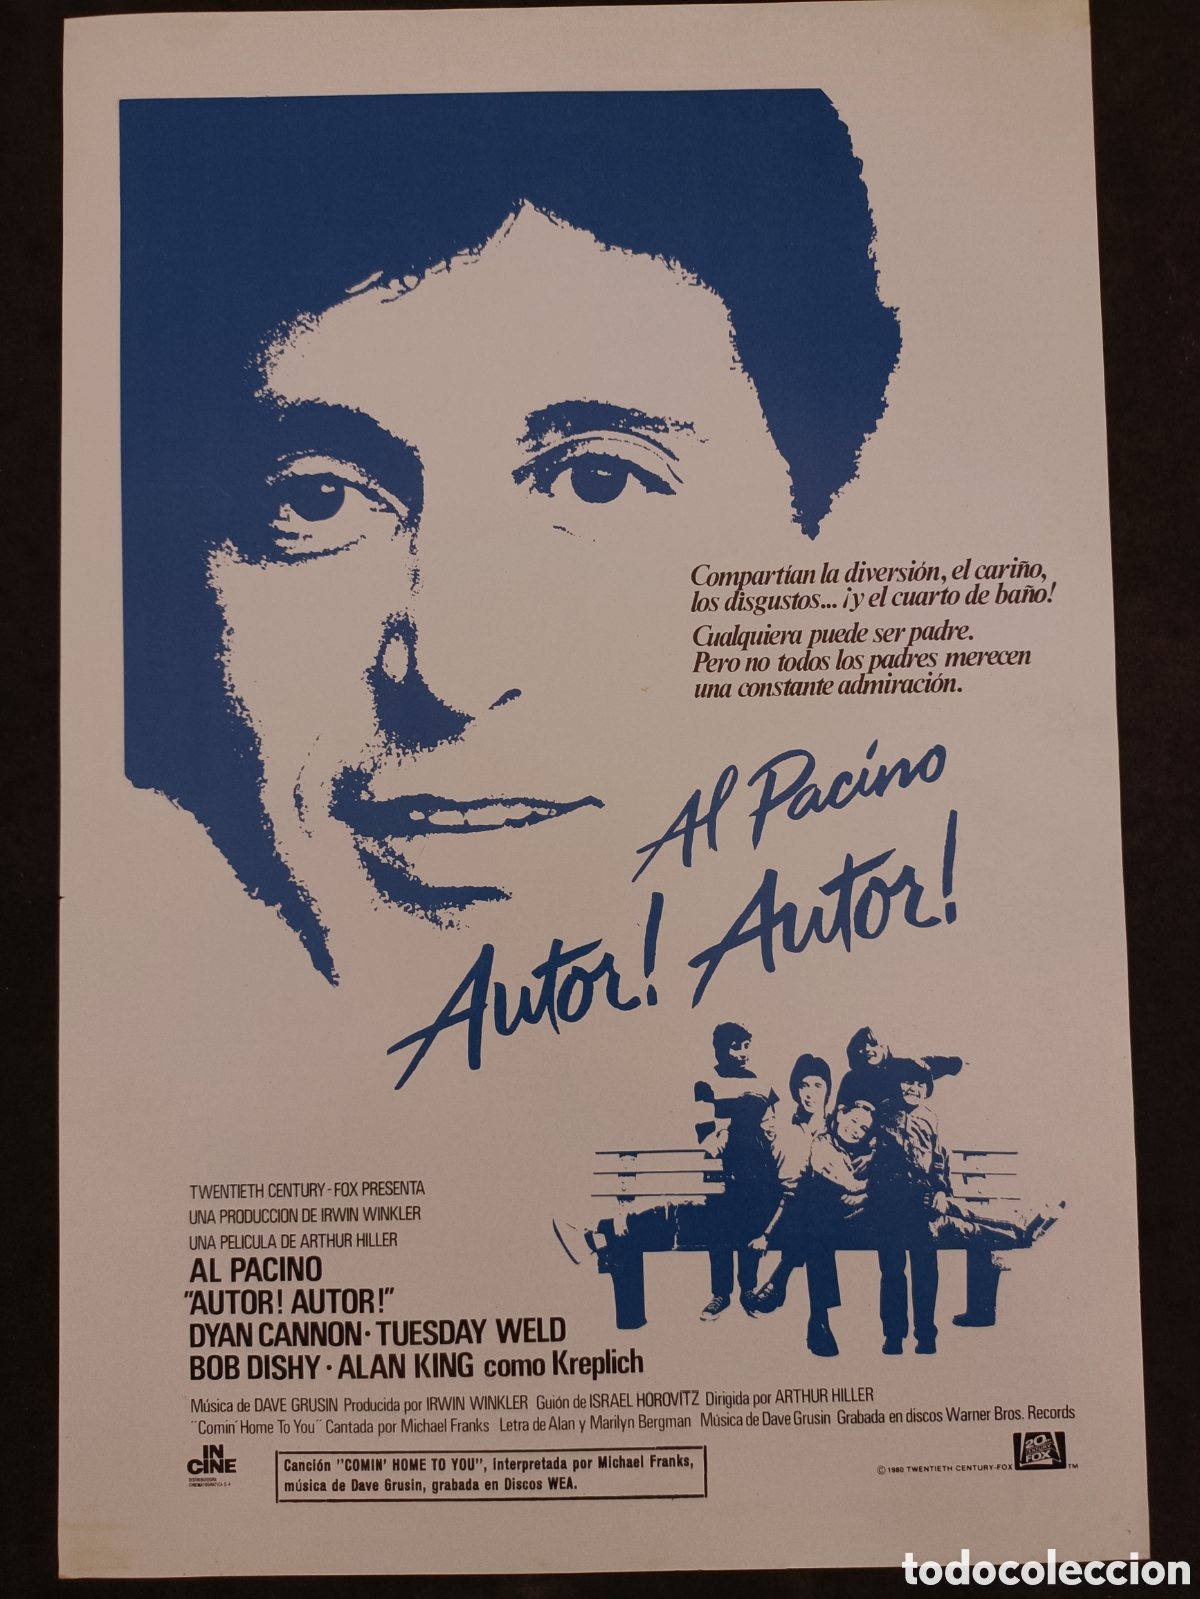 Compartían la diversión, el cariño,
los disgustos... ¡y el cuarto de baño!
Cualquiera puede ser padre.
Pero no todos los padres merecen
una constante admiración.
Al Pacino
Autor! Autor!
TWENTIETH CENTURY-FOX PRESENTA
UNA PRODUCCION DE IRWIN WINKLER
UNA PELICULA DE ARTHUR HILLER
AL PACINO
"AUTOR! AUTOR!"
DYAN CANNON · TUESDAY WELD
BOB DISHY · ALAN KING como Kreplich
Música de DAVE GRUSIN Producida por IRWIN WINKLER Guión de ISRAEL HOROVITZ Dirigida por ARTHUR HILLER
"Comin' Home To You" Cantada por Michael Franks Letra de Alan y Marilyn Bergman Música de Dave Grusin Grabada en discos Warner Bros. Records
IN
CINE
DISTRIBUIDORA
CINEMATOGRAFICA S.A
Canción "COMIN' HOME TO YOU", interpretada por Michael Franks,
música de Dave Grusin, grabada en Discos WEA.
© 1980 TWENTIETH CENTURY-FOX
20th
CENTURY
FOX
TM
todocoleccion